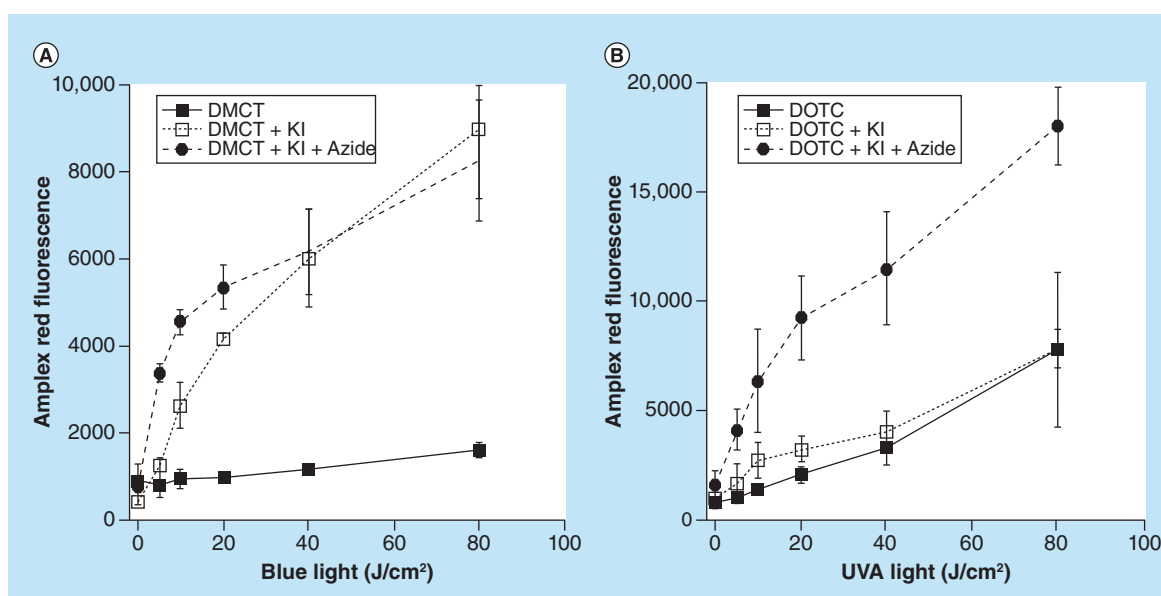 A
10,000
8000
6000
4000
2000
0
Amplex red fluorescence
DMCT
DMCT + KI
DMCT + KI + Azide
0 20 40 60 80 100
Blue light (J/cm²)
B
20,000
15,000
10,000
5000
0
Amplex red fluorescence
DOTC
DOTC + KI
DOTC + KI + Azide
0 20 40 60 80 100
UVA light (J/cm²)